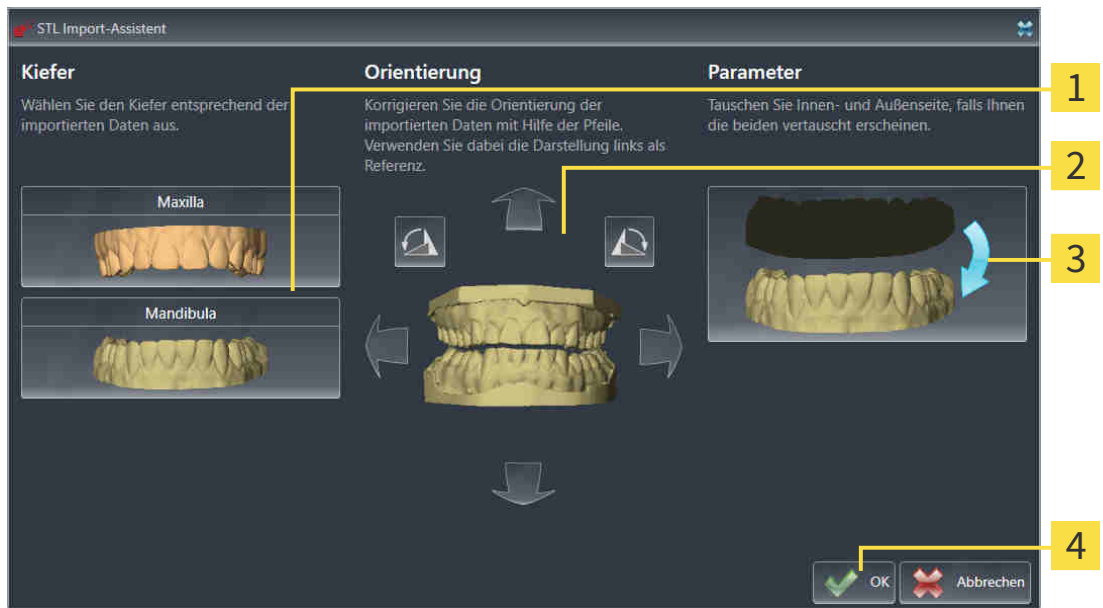 STL Import-Assistent
Kiefer
Wählen Sie den Kiefer entsprechend der
importierten Daten aus.
Maxilla
Mandibula
Orientierung
Korrigieren Sie die Orientierung der
importierten Daten mit Hilfe der Pfeile.
Verwenden Sie dabei die Darstellung links als
Referenz.
Parameter
Tauschen Sie Innen- und Außenseite, falls Ihnen
die beiden vertauscht erscheinen.
OK
Abbrechen
1
2
3
4